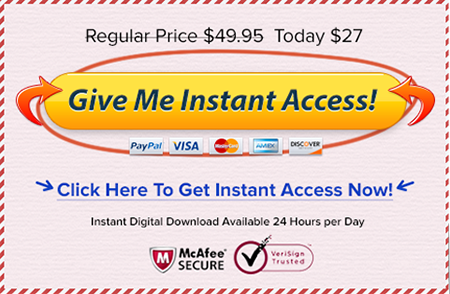 Regular Price $49.95 Today $27
Give Me Instant Access!
PayPal VISA MasterCard AMEX DISCOVER
Click Here To Get Instant Access Now!
Instant Digital Download Available 24 Hours per Day
McAfee®
SECURE
VeriSign
Trusted